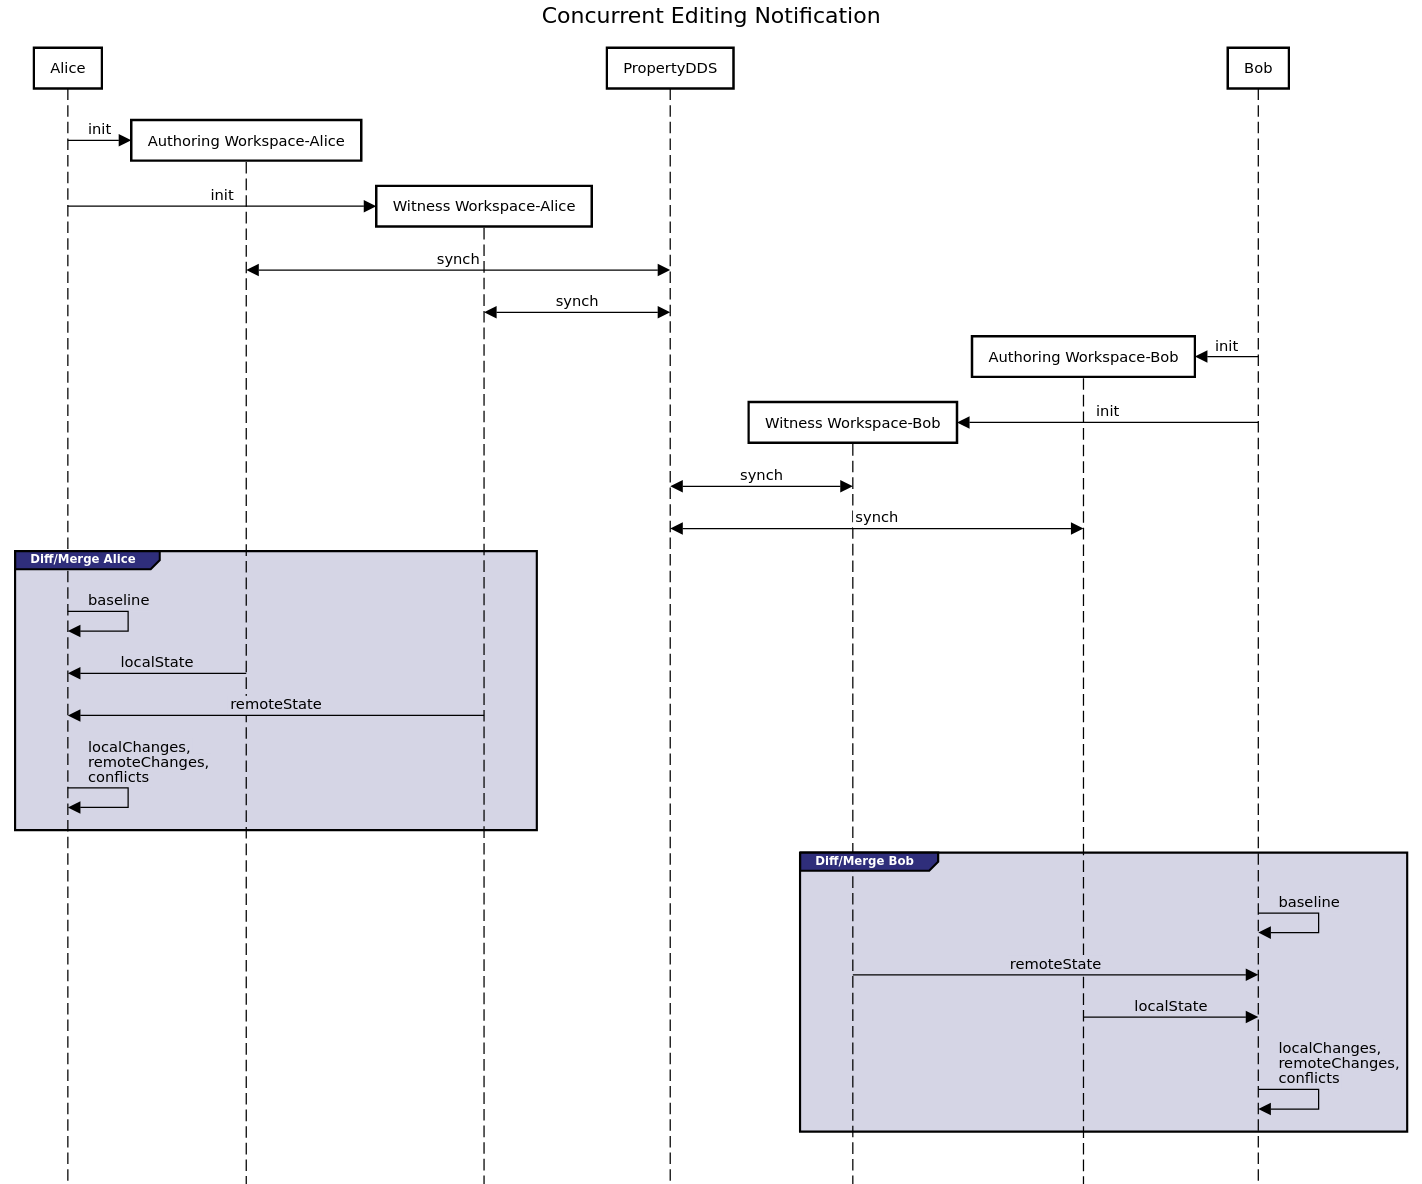 Concurrent Editing Notification
Alice
PropertyDDS
Bob
init
Authoring Workspace-Alice
init
Witness Workspace-Alice
synch
synch
init
Authoring Workspace-Bob
init
Witness Workspace-Bob
synch
synch
Diff/Merge Alice
baseline
localState
remoteState
localChanges,
remoteChanges,
conflicts
Diff/Merge Bob
baseline
remoteState
localState
localChanges,
remoteChanges,
conflicts